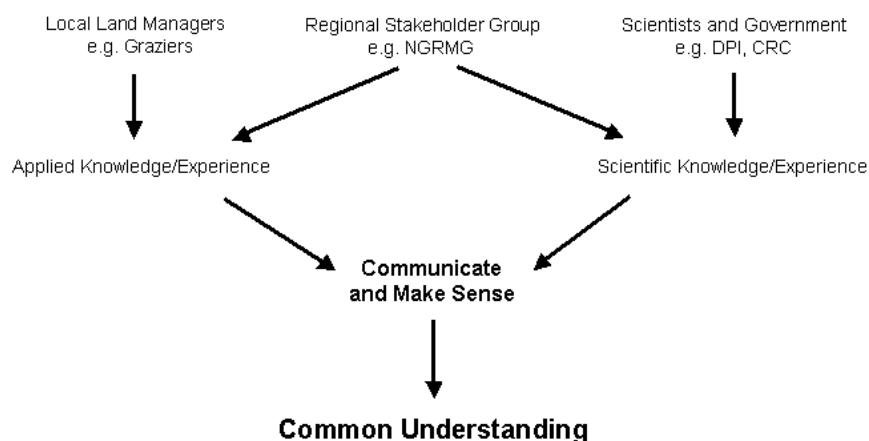 Local Land Managers
e.g. Graziers
Regional Stakeholder Group
e.g. NGRMG
Scientists and Government
e.g. DPI, CRC
Applied Knowledge/Experience
Scientific Knowledge/Experience
Communicate
and Make Sense
Common Understanding